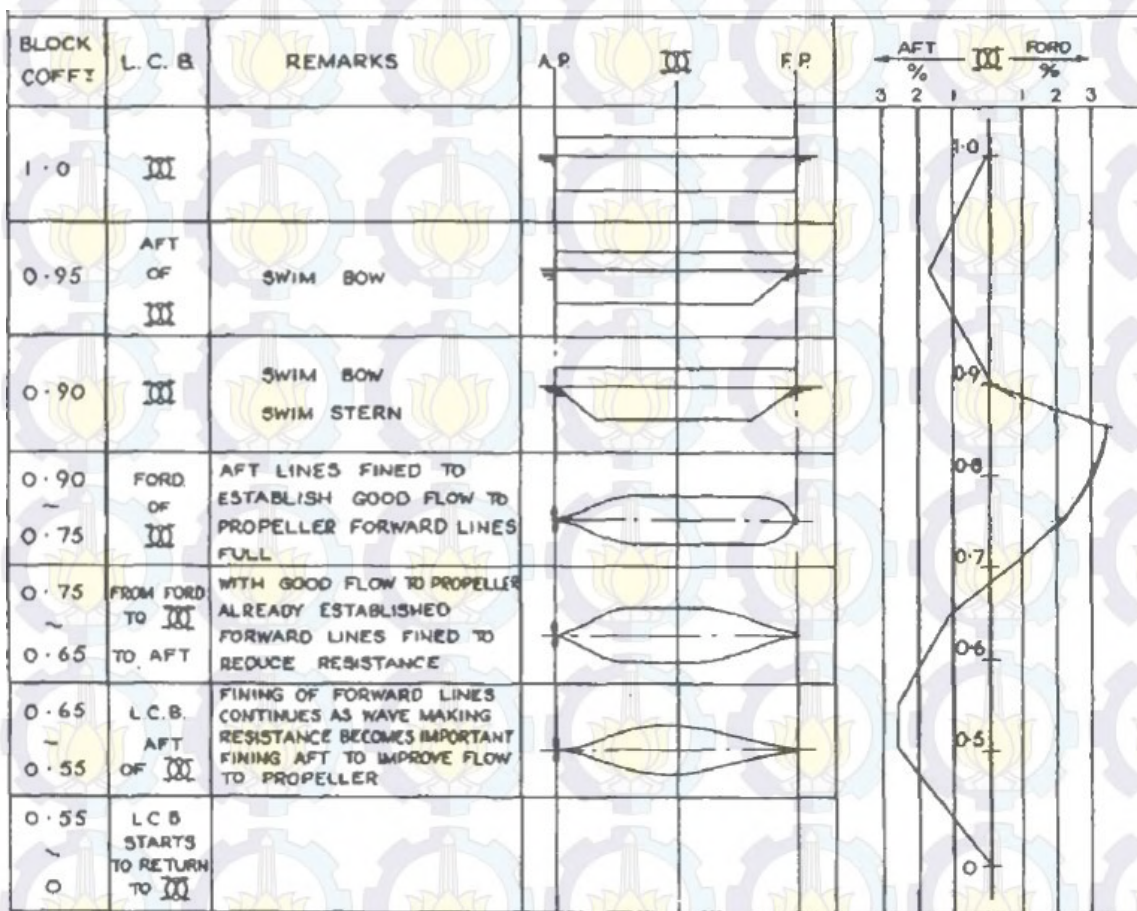 BLOCK COFF⊺ L.C.B. REMARKS A.P. F.P.
AFT FORD
% %
3 2 1 1 2 3
1·0
1·0
AFT OF
0·95 SWIM BOW
0·90
SWIM BOW
SWIM STERN
0·9
0·90 ~ 0·75
FORD. OF
AFT LINES FINED TO
ESTABLISH GOOD FLOW TO
PROPELLER FORWARD LINES
FULL
0·8
0·75 ~ 0·65
FROM FORD
TO
TO AFT
WITH GOOD FLOW TO PROPELLER
ALREADY ESTABLISHED
FORWARD LINES FINED TO
REDUCE RESISTANCE
0·7
0·6
0·65 ~ 0·55
L.C.B.
AFT
OF
FINING OF FORWARD LINES
CONTINUES AS WAVE MAKING
RESISTANCE BECOMES IMPORTANT
FINING AFT TO IMPROVE FLOW
TO PROPELLER
0·5
0·55 ~ 0
LCB
STARTS
TO RETURN
TO
0